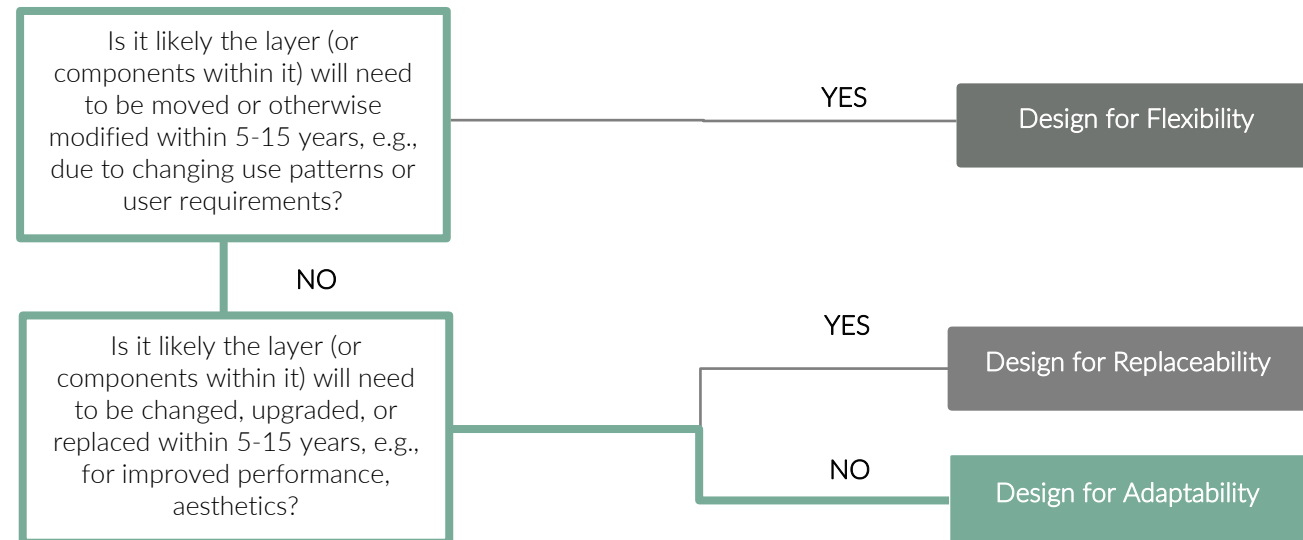 Is it likely the layer (or
components within it) will need
to be moved or otherwise
modified within 5-15 years, e.g.,
due to changing use patterns or
user requirements?
YES
Design for Flexibility
NO
Is it likely the layer (or
components within it) will need
to be changed, upgraded, or
replaced within 5-15 years, e.g.,
for improved performance,
aesthetics?
YES
Design for Replaceability
NO
Design for Adaptability